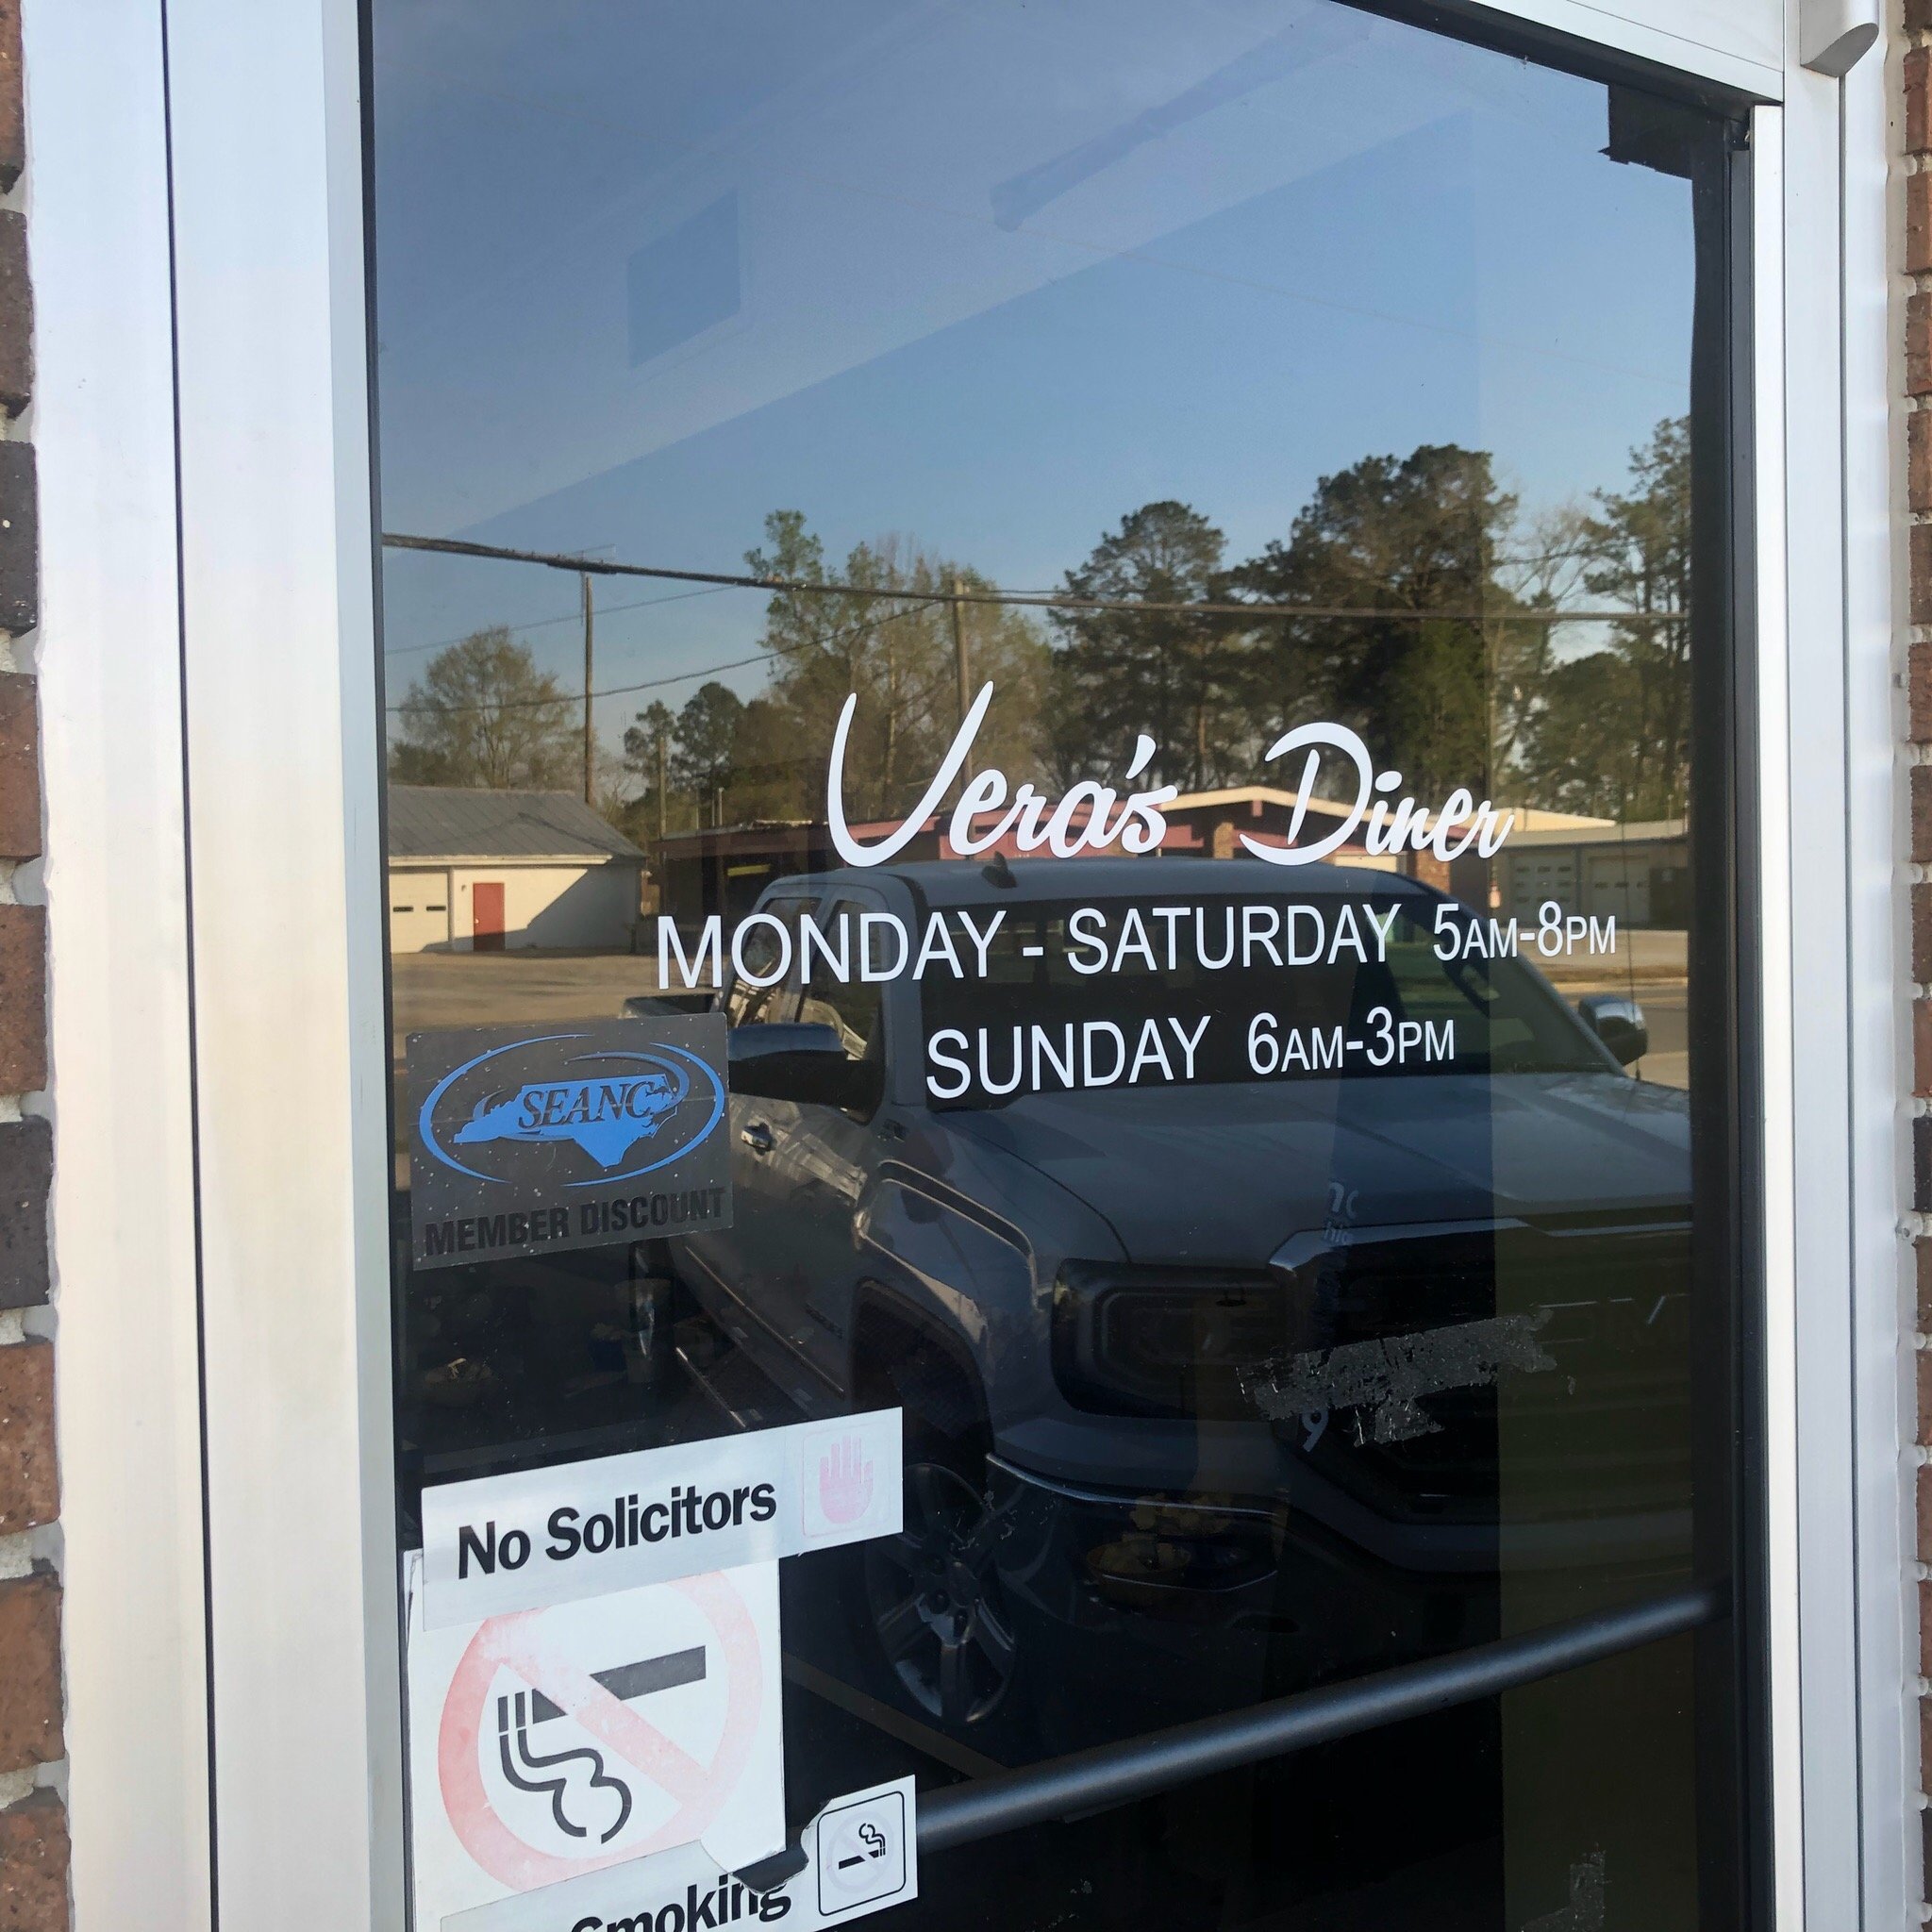 Vera's Diner
MONDAY - SATURDAY 5AM-8PM
SUNDAY 6AM-3PM
SEANC
MEMBER DISCOUNT
No Solicitors
Smoking